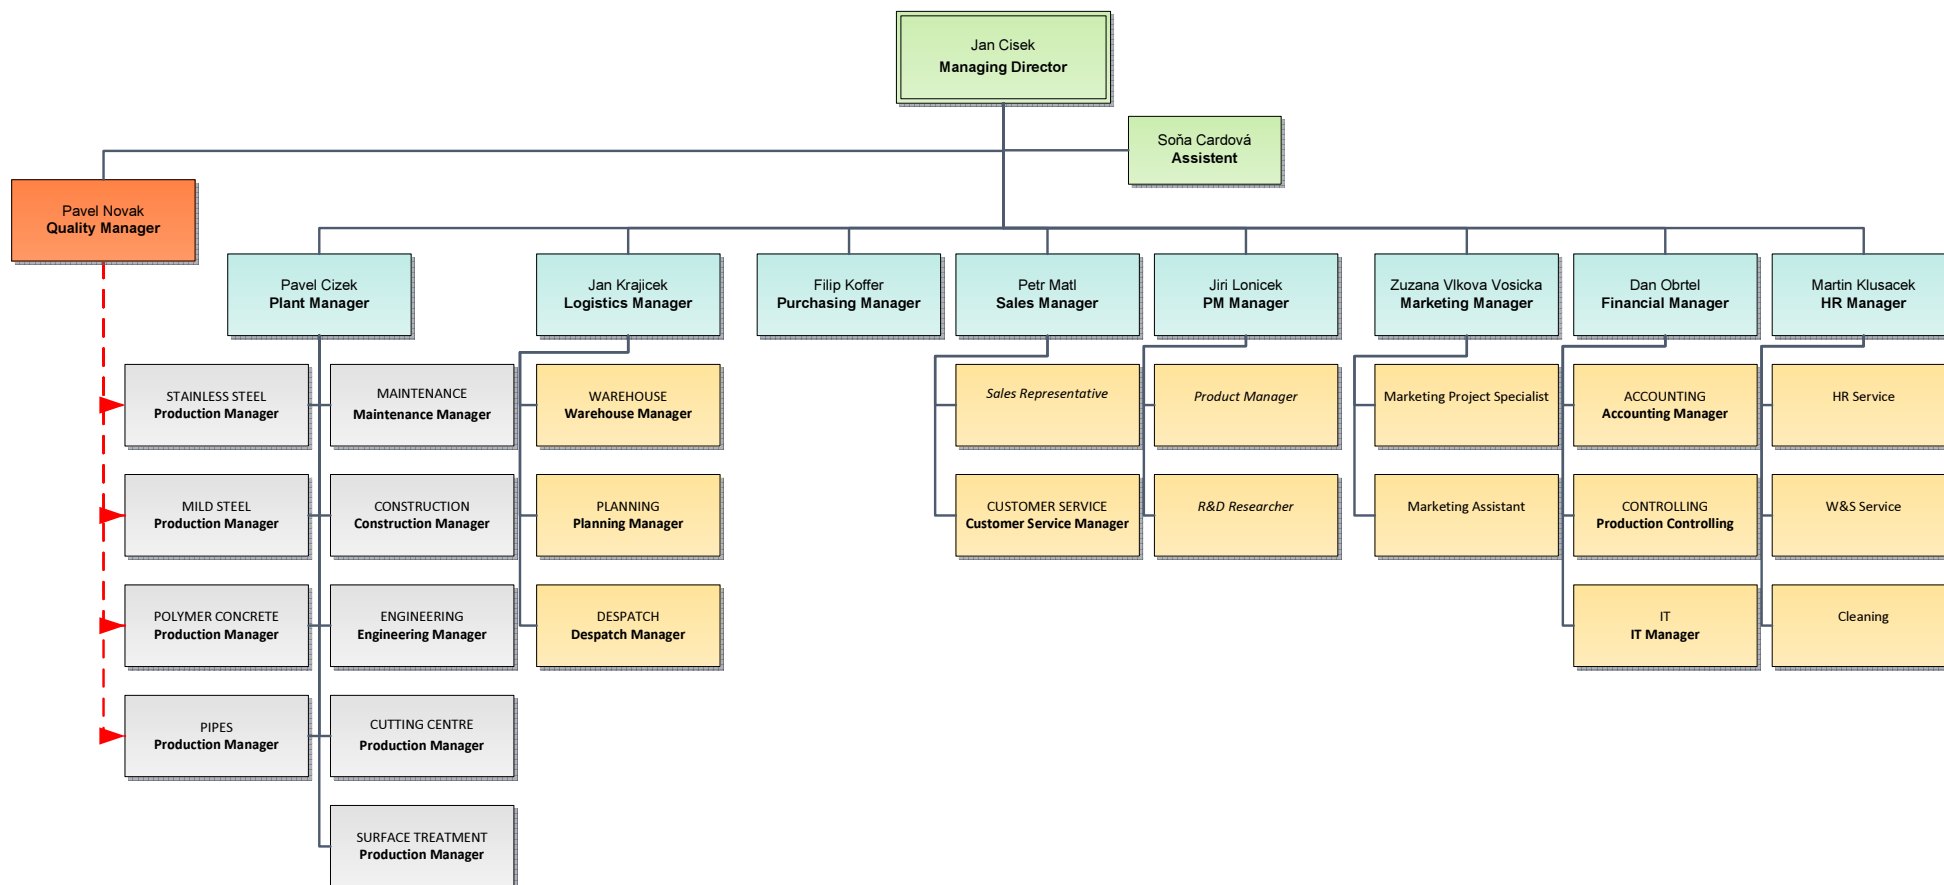 Jan Cisek
Managing Director
Soňa Cardová
Assistent
Pavel Novak
Quality Manager
Pavel Cizek
Plant Manager
Jan Krajicek
Logistics Manager
Filip Koffer
Purchasing Manager
Petr Matl
Sales Manager
Jiri Lonicek
PM Manager
Zuzana Vlkova Vosicka
Marketing Manager
Dan Obrtel
Financial Manager
Martin Klusacek
HR Manager
STAINLESS STEEL
Production Manager
MAINTENANCE
Maintenance Manager
WAREHOUSE
Warehouse Manager
Sales Representative
Product Manager
Marketing Project Specialist
ACCOUNTING
Accounting Manager
HR Service
MILD STEEL
Production Manager
CONSTRUCTION
Construction Manager
PLANNING
Planning Manager
CUSTOMER SERVICE
Customer Service Manager
R&D Researcher
Marketing Assistant
CONTROLLING
Production Controlling
W&S Service
POLYMER CONCRETE
Production Manager
ENGINEERING
Engineering Manager
DESPATCH
Despatch Manager
IT
IT Manager
Cleaning
PIPES
Production Manager
CUTTING CENTRE
Production Manager
SURFACE TREATMENT
Production Manager